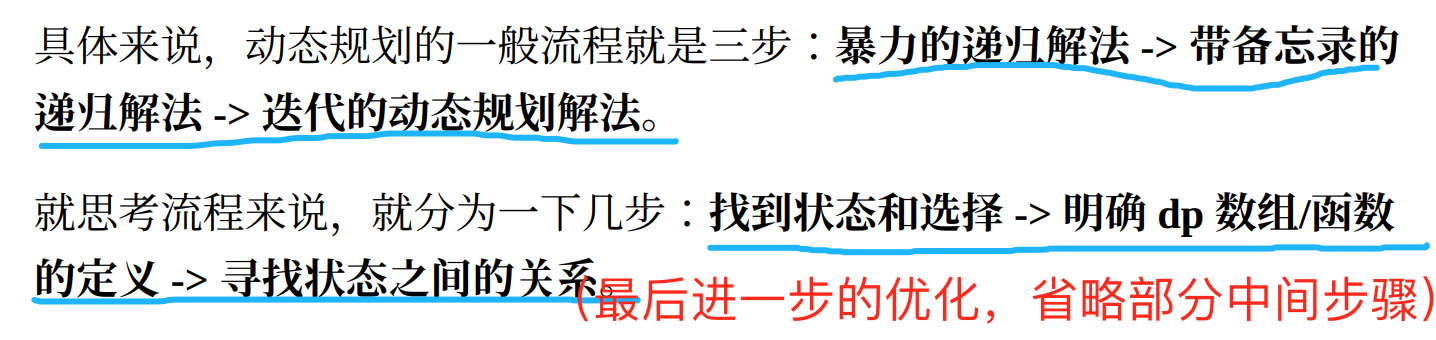 具体来说，动态规划的一般流程就是三步：暴力的递归解法 -> 带备忘录的
递归解法 -> 迭代的动态规划解法。
就思考流程来说，就分为一下几步：找到状态和选择 -> 明确 dp 数组/函数
的定义 -> 寻找状态之间的关系。
（最后进一步的优化，省略部分中间步骤）